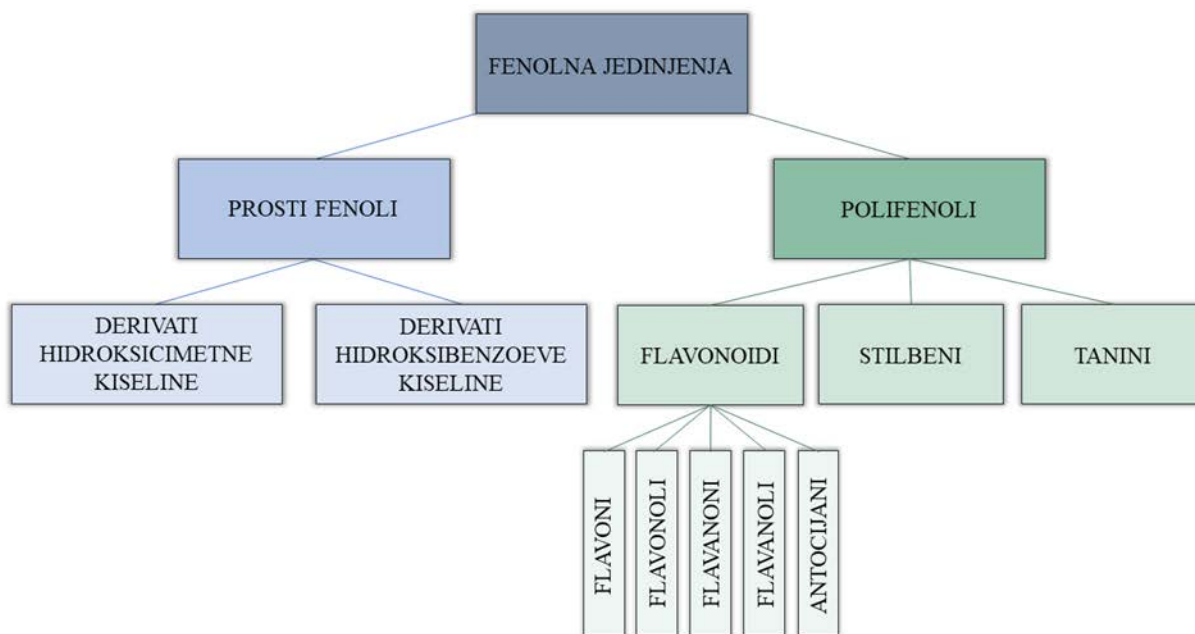 FENOLNA JEDINJENJA
PROSTI FENOLI
POLIFENOLI
DERIVATI
HIDROKSICIMETNE
KISELINE
DERIVATI
HIDROKSIBENZOEVE
KISELINE
FLAVONOIDI
STILBENI
TANINI
FLAVONI
FLAVONOLI
FLAVANONI
FLAVANOLI
ANTOCIJANI